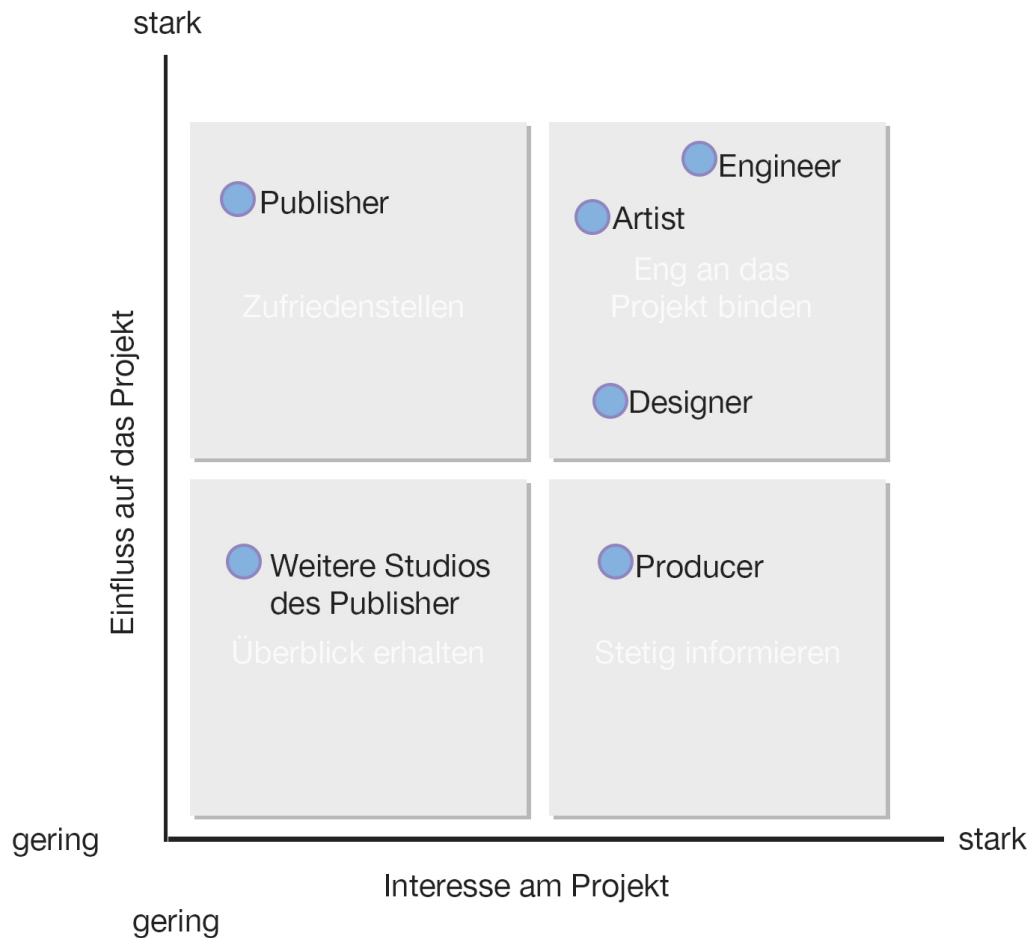 stark
Engineer
Publisher
Artist
Eng an das
Projekt binden
Zufriedenstellen
Designer
Einfluss auf das Projekt
Weitere Studios
des Publisher
Producer
Überblick erhalten
Stetig informieren
gering
stark
Interesse am Projekt
gering